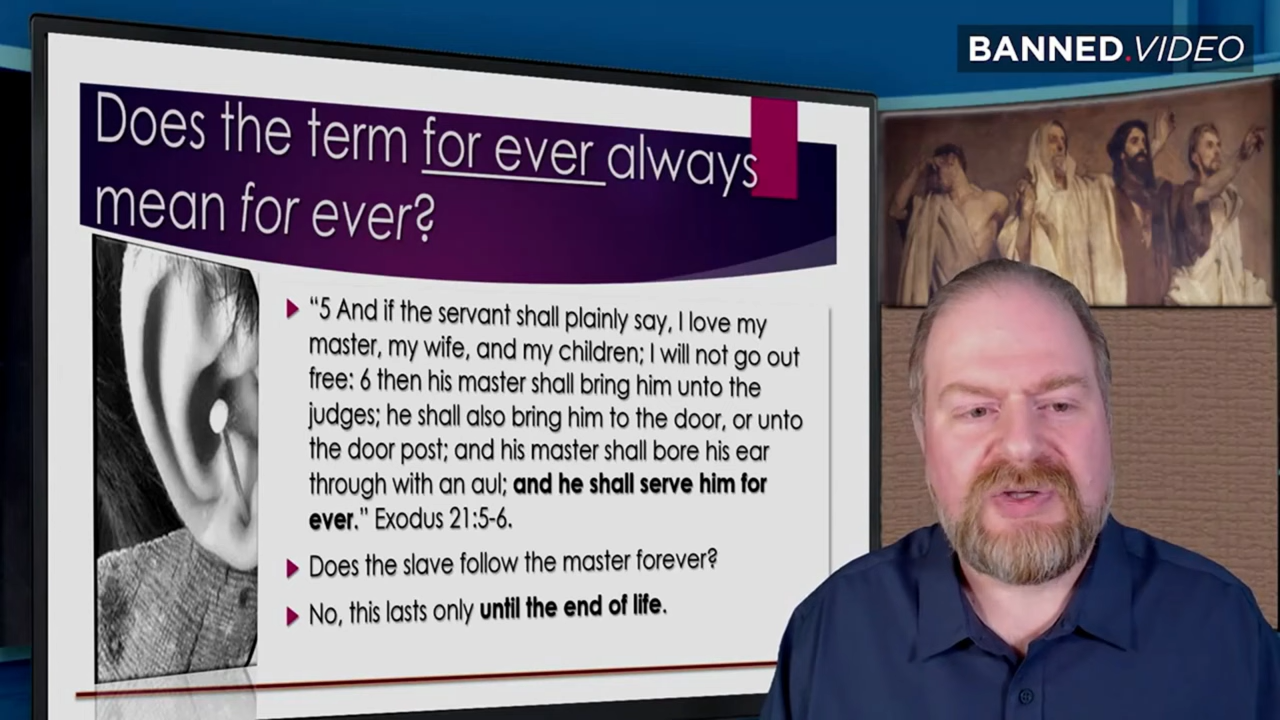 BANNED.VIDEO
Does the term for ever always
mean for ever?
“5 And if the servant shall plainly say, I love my
master, my wife, and my children; I will not go out
free: 6 then his master shall bring him unto the
judges; he shall also bring him to the door, or unto
the door post; and his master shall bore his ear
through with an aul; and he shall serve him for
ever.” Exodus 21:5-6.
Does the slave follow the master forever?
No, this lasts only until the end of life.